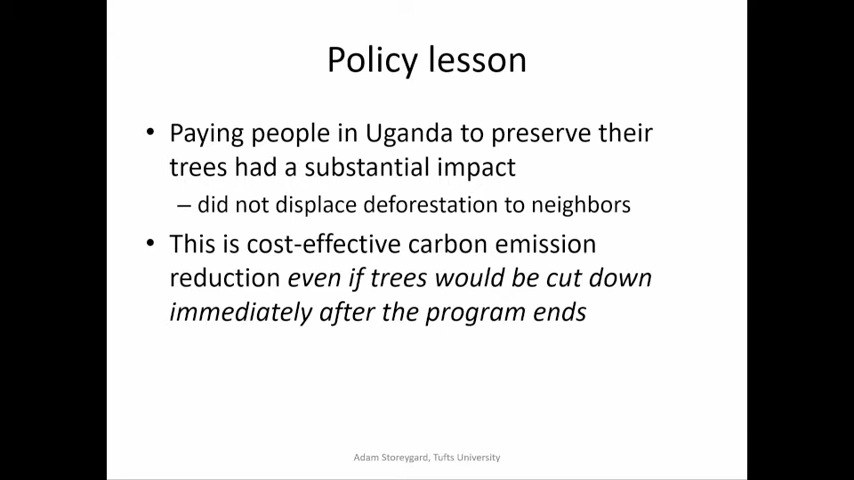 Policy lesson
• Paying people in Uganda to preserve their
trees had a substantial impact
– did not displace deforestation to neighbors
• This is cost-effective carbon emission
reduction even if trees would be cut down
immediately after the program ends
Adam Storeygard, Tufts University